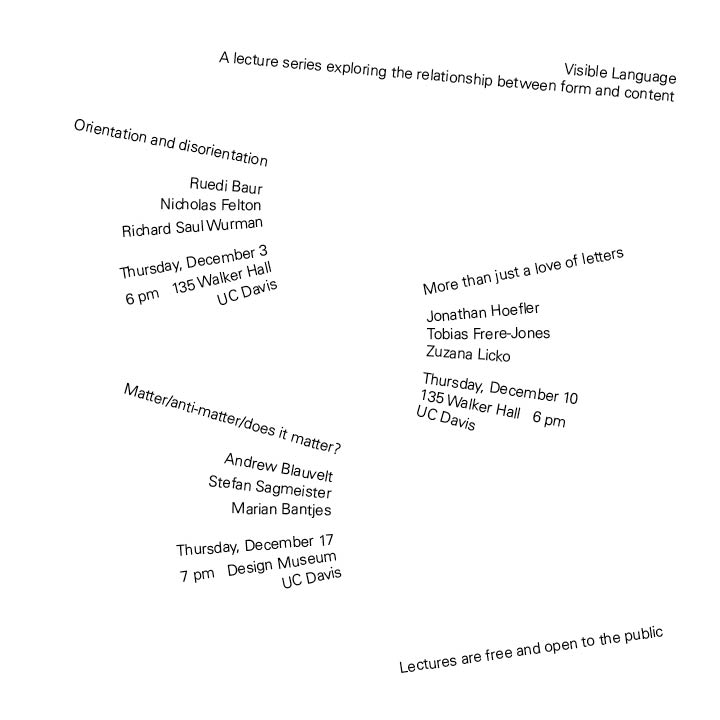 Visible Language
A lecture series exploring the relationship between form and content
Orientation and disorientation
Ruedi Baur
Nicholas Felton
Richard Saul Wurman
Thursday, December 3
6 pm 135 Walker Hall
UC Davis
More than just a love of letters
Jonathan Hoefler
Tobias Frere-Jones
Zuzana Licko
Thursday, December 10
135 Walker Hall 6 pm
UC Davis
Matter/anti-matter/does it matter?
Andrew Blauvelt
Stefan Sagmeister
Marian Bantjes
Thursday, December 17
7 pm Design Museum
UC Davis
Lectures are free and open to the public